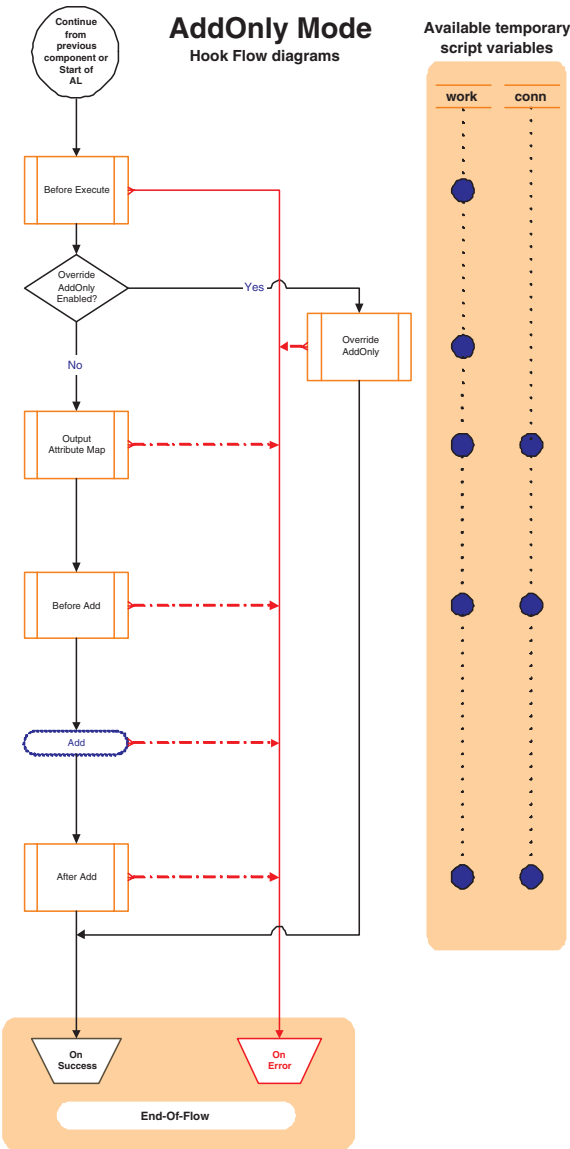 Continue
from
previous
component or
Start of
AL
AddOnly Mode
Hook Flow diagrams
Available temporary
script variables
work
conn
Before Execute
Override
AddOnly
Enabled?
Yes
Override
AddOnly
No
Output
Attribute Map
Before Add
Add
After Add
On
Success
On
Error
End-Of-Flow